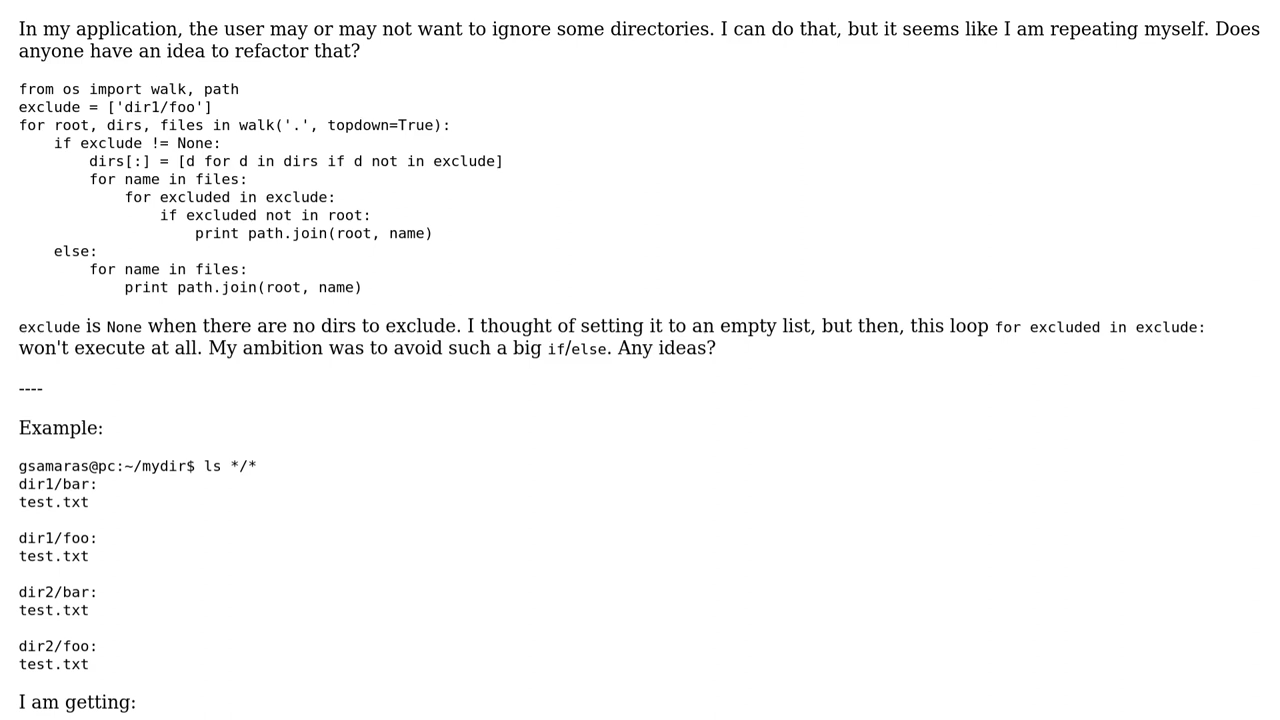 In my application, the user may or may not want to ignore some directories. I can do that, but it seems like I am repeating myself. Does
anyone have an idea to refactor that?
from os import walk, path
exclude = ['dir1/foo']
for root, dirs, files in walk('.', topdown=True):
    if exclude != None:
        dirs[:] = [d for d in dirs if d not in exclude]
        for name in files:
            for excluded in exclude:
                if excluded not in root:
                    print path.join(root, name)
    else:
        for name in files:
            print path.join(root, name)
exclude is None when there are no dirs to exclude. I thought of setting it to an empty list, but then, this loop for excluded in exclude:
won't execute at all. My ambition was to avoid such a big if/else. Any ideas?
----
Example:
gsamaras@pc:~/mydir$ ls */*
dir1/bar:
test.txt
dir1/foo:
test.txt
dir2/bar:
test.txt
dir2/foo:
test.txt
I am getting: